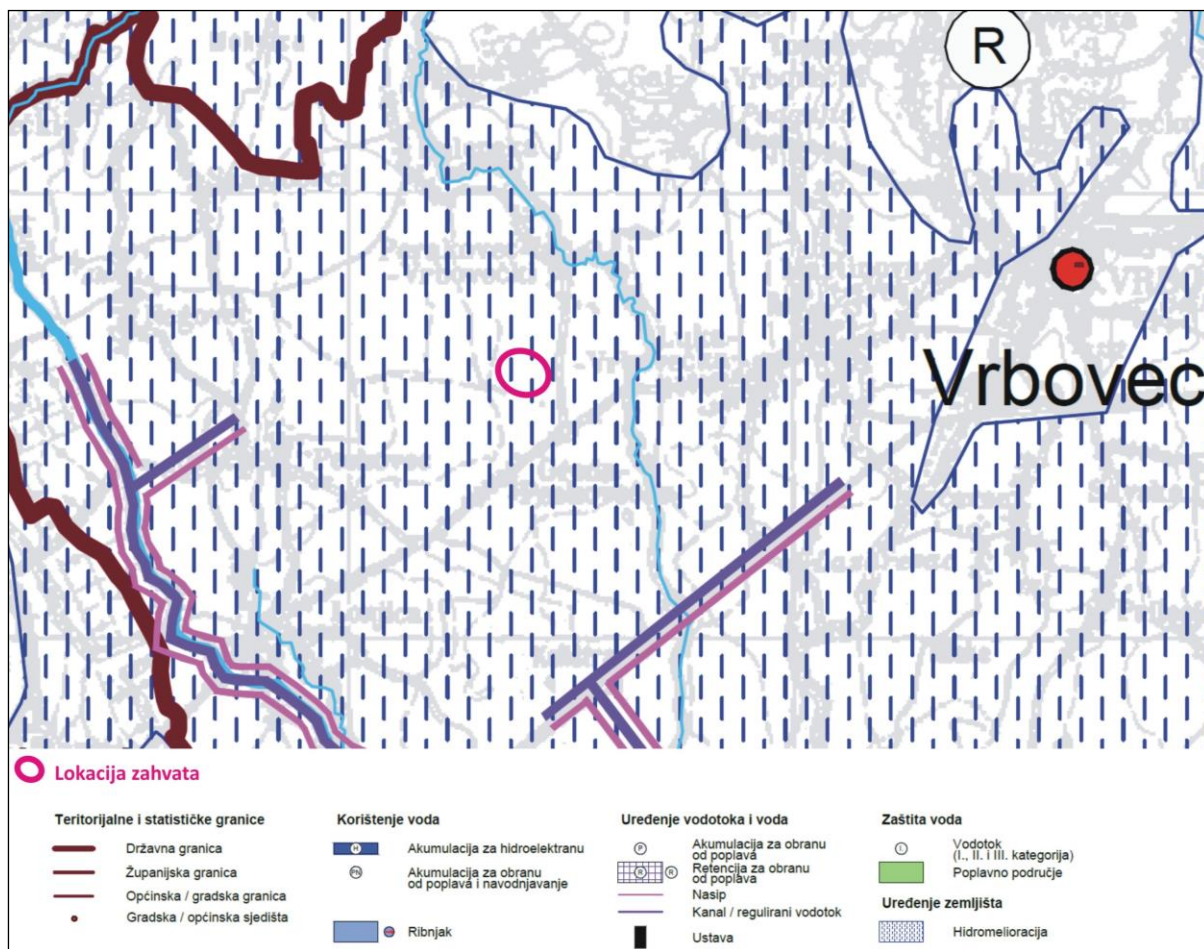 R
Vrbovec
Lokacija zahvata
Teritorijalne i statističke granice
Državna granica
Županijska granica
Općinska / gradska granica
Gradska / općinska sjedišta
Korištenje voda
H
Akumulacija za hidroelektranu
PN
Akumulacija za obranu
od poplava i navodnjavanje
Ribnjak
Uređenje vodotoka i voda
P
Akumulacija za obranu
od poplava
R
R
Retencija za obranu
od poplava
Nasip
Kanal / regulirani vodotok
Ustava
Zaštita voda
I.
Vodotok
(I., II. i III. kategorija)
Poplavno područje
Uređenje zemljišta
Hidromelioracija